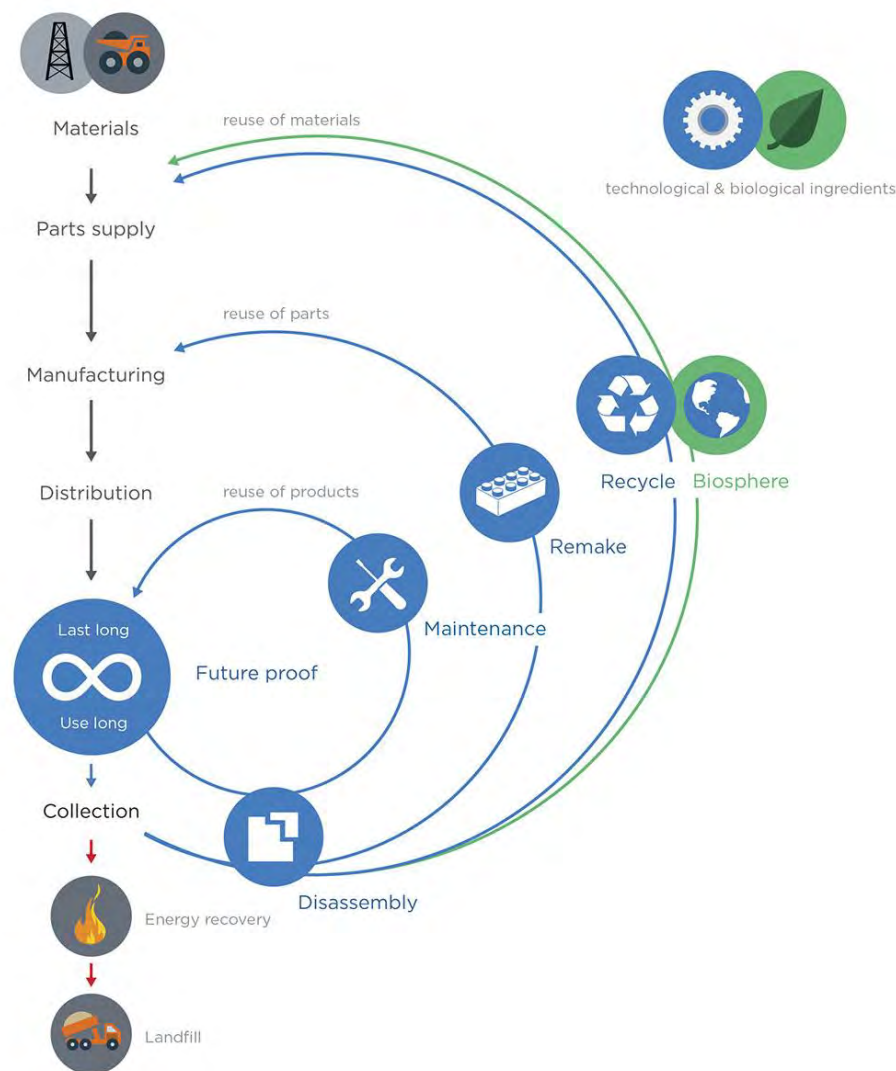 Materials
reuse of materials
technological & biological ingredients
Parts supply
reuse of parts
Manufacturing
Recycle
Biosphere
Distribution
reuse of products
Remake
Maintenance
Last long
Future proof
Use long
Collection
Disassembly
Energy recovery
Landfill